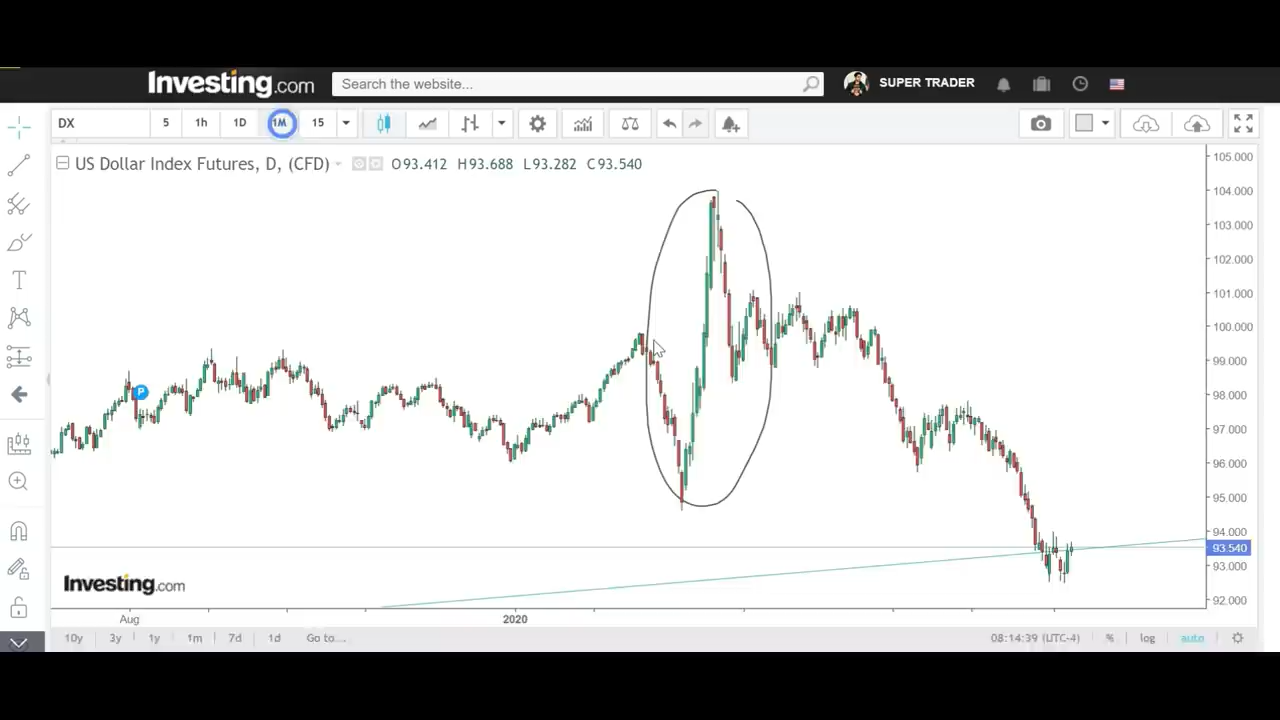 Investing.com Search the website... SUPER TRADER
DX 5 1h 1D 1M 15
US Dollar Index Futures, D, (CFD) O93.412 H93.688 L93.282 C93.540
105.000
104.000
103.000
102.000
101.000
100.000
99.000
98.000
97.000
96.000
95.000
94.000
93.540
93.000
92.000
P
Investing.com
Aug 2020
10y 3y 1y 1m 7d 1d Go to... 08:14:39 (UTC-4) % log auto